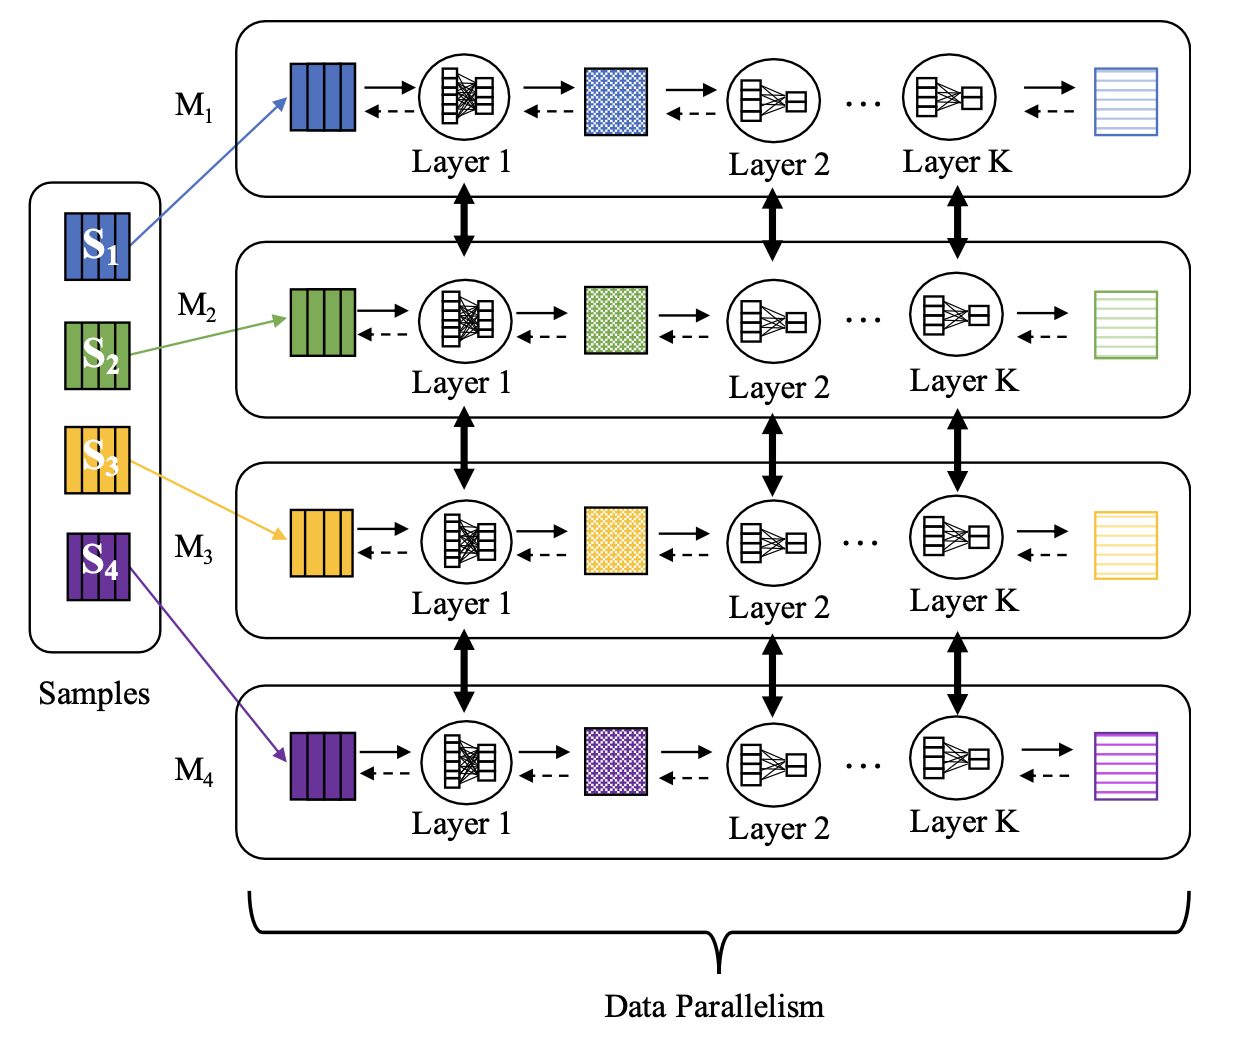 M1
Layer 1
Layer 2
...
Layer K
S1
S2
S3
S4
Samples
M2
Layer 1
Layer 2
...
Layer K
M3
Layer 1
Layer 2
...
Layer K
M4
Layer 1
Layer 2
...
Layer K
Data Parallelism